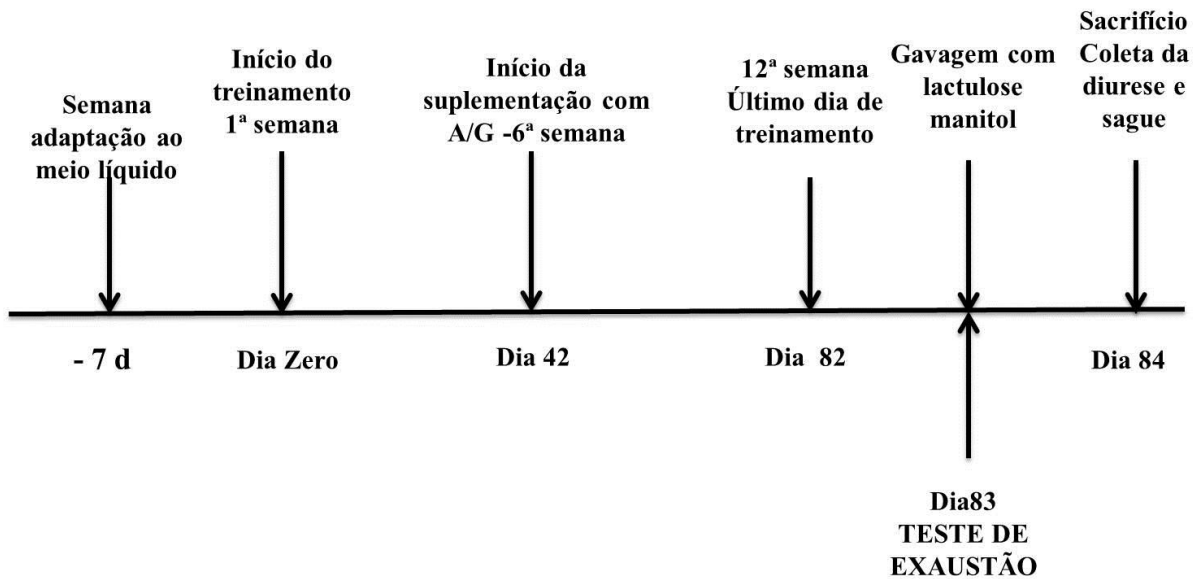 Semana
adaptação ao
meio líquido
Início do
treinamento
1ª semana
Início da
suplementação com
A/G -6ª semana
12ª semana
Último dia de
treinamento
Gavagem com
lactulose
manitol
Sacrifício
Coleta da
diurese e
sague
- 7 d
Dia Zero
Dia 42
Dia 82
Dia 84
Dia83
TESTE DE
EXAUSTÃO